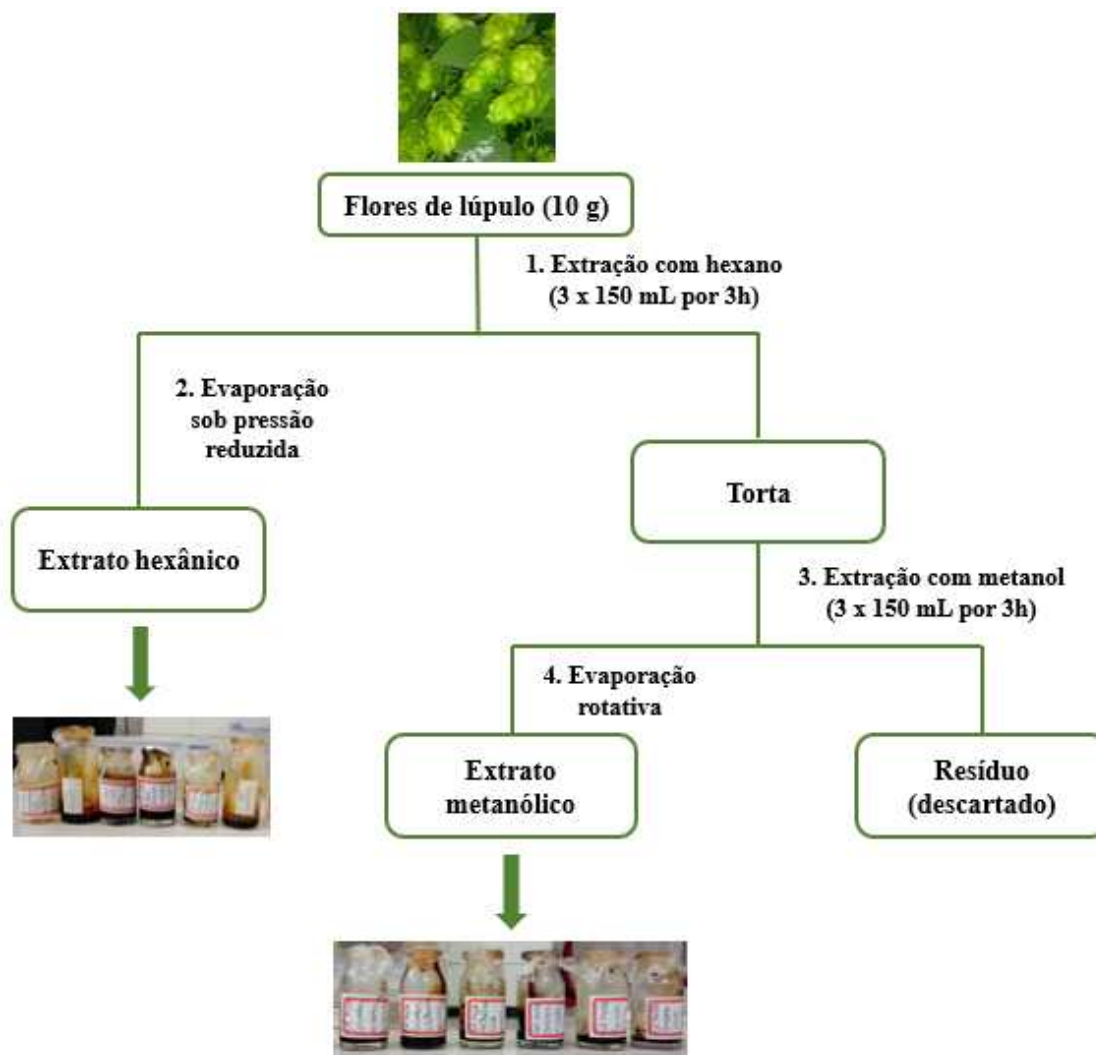 Flores de lúpulo (10 g)
1. Extração com hexano
(3 x 150 mL por 3h)
2. Evaporação
sob pressão
reduzida
Torta
Extrato hexânico
3. Extração com metanol
(3 x 150 mL por 3h)
4. Evaporação
rotativa
Extrato
metanólico
Resíduo
(descartado)